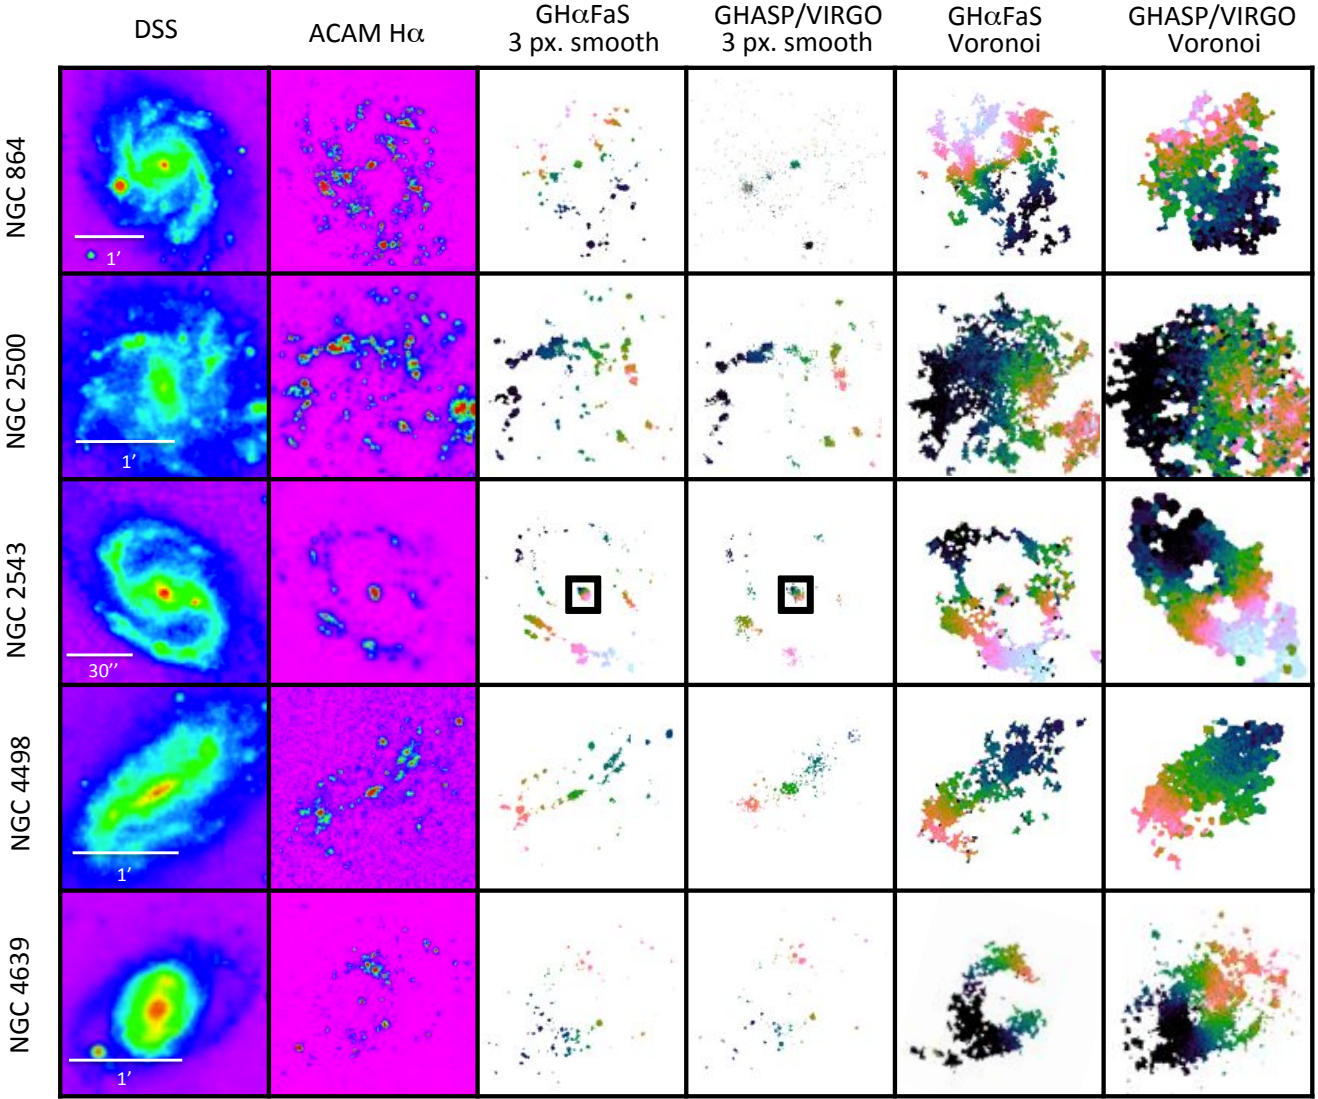 DSS
ACAM Hα
GHαFaS
3 px. smooth
GHASP/VIRGO
3 px. smooth
GHαFaS
Voronoi
GHASP/VIRGO
Voronoi
NGC 864
1’
NGC 2500
1’
NGC 2543
30’’
NGC 4498
1’
NGC 4639
1’